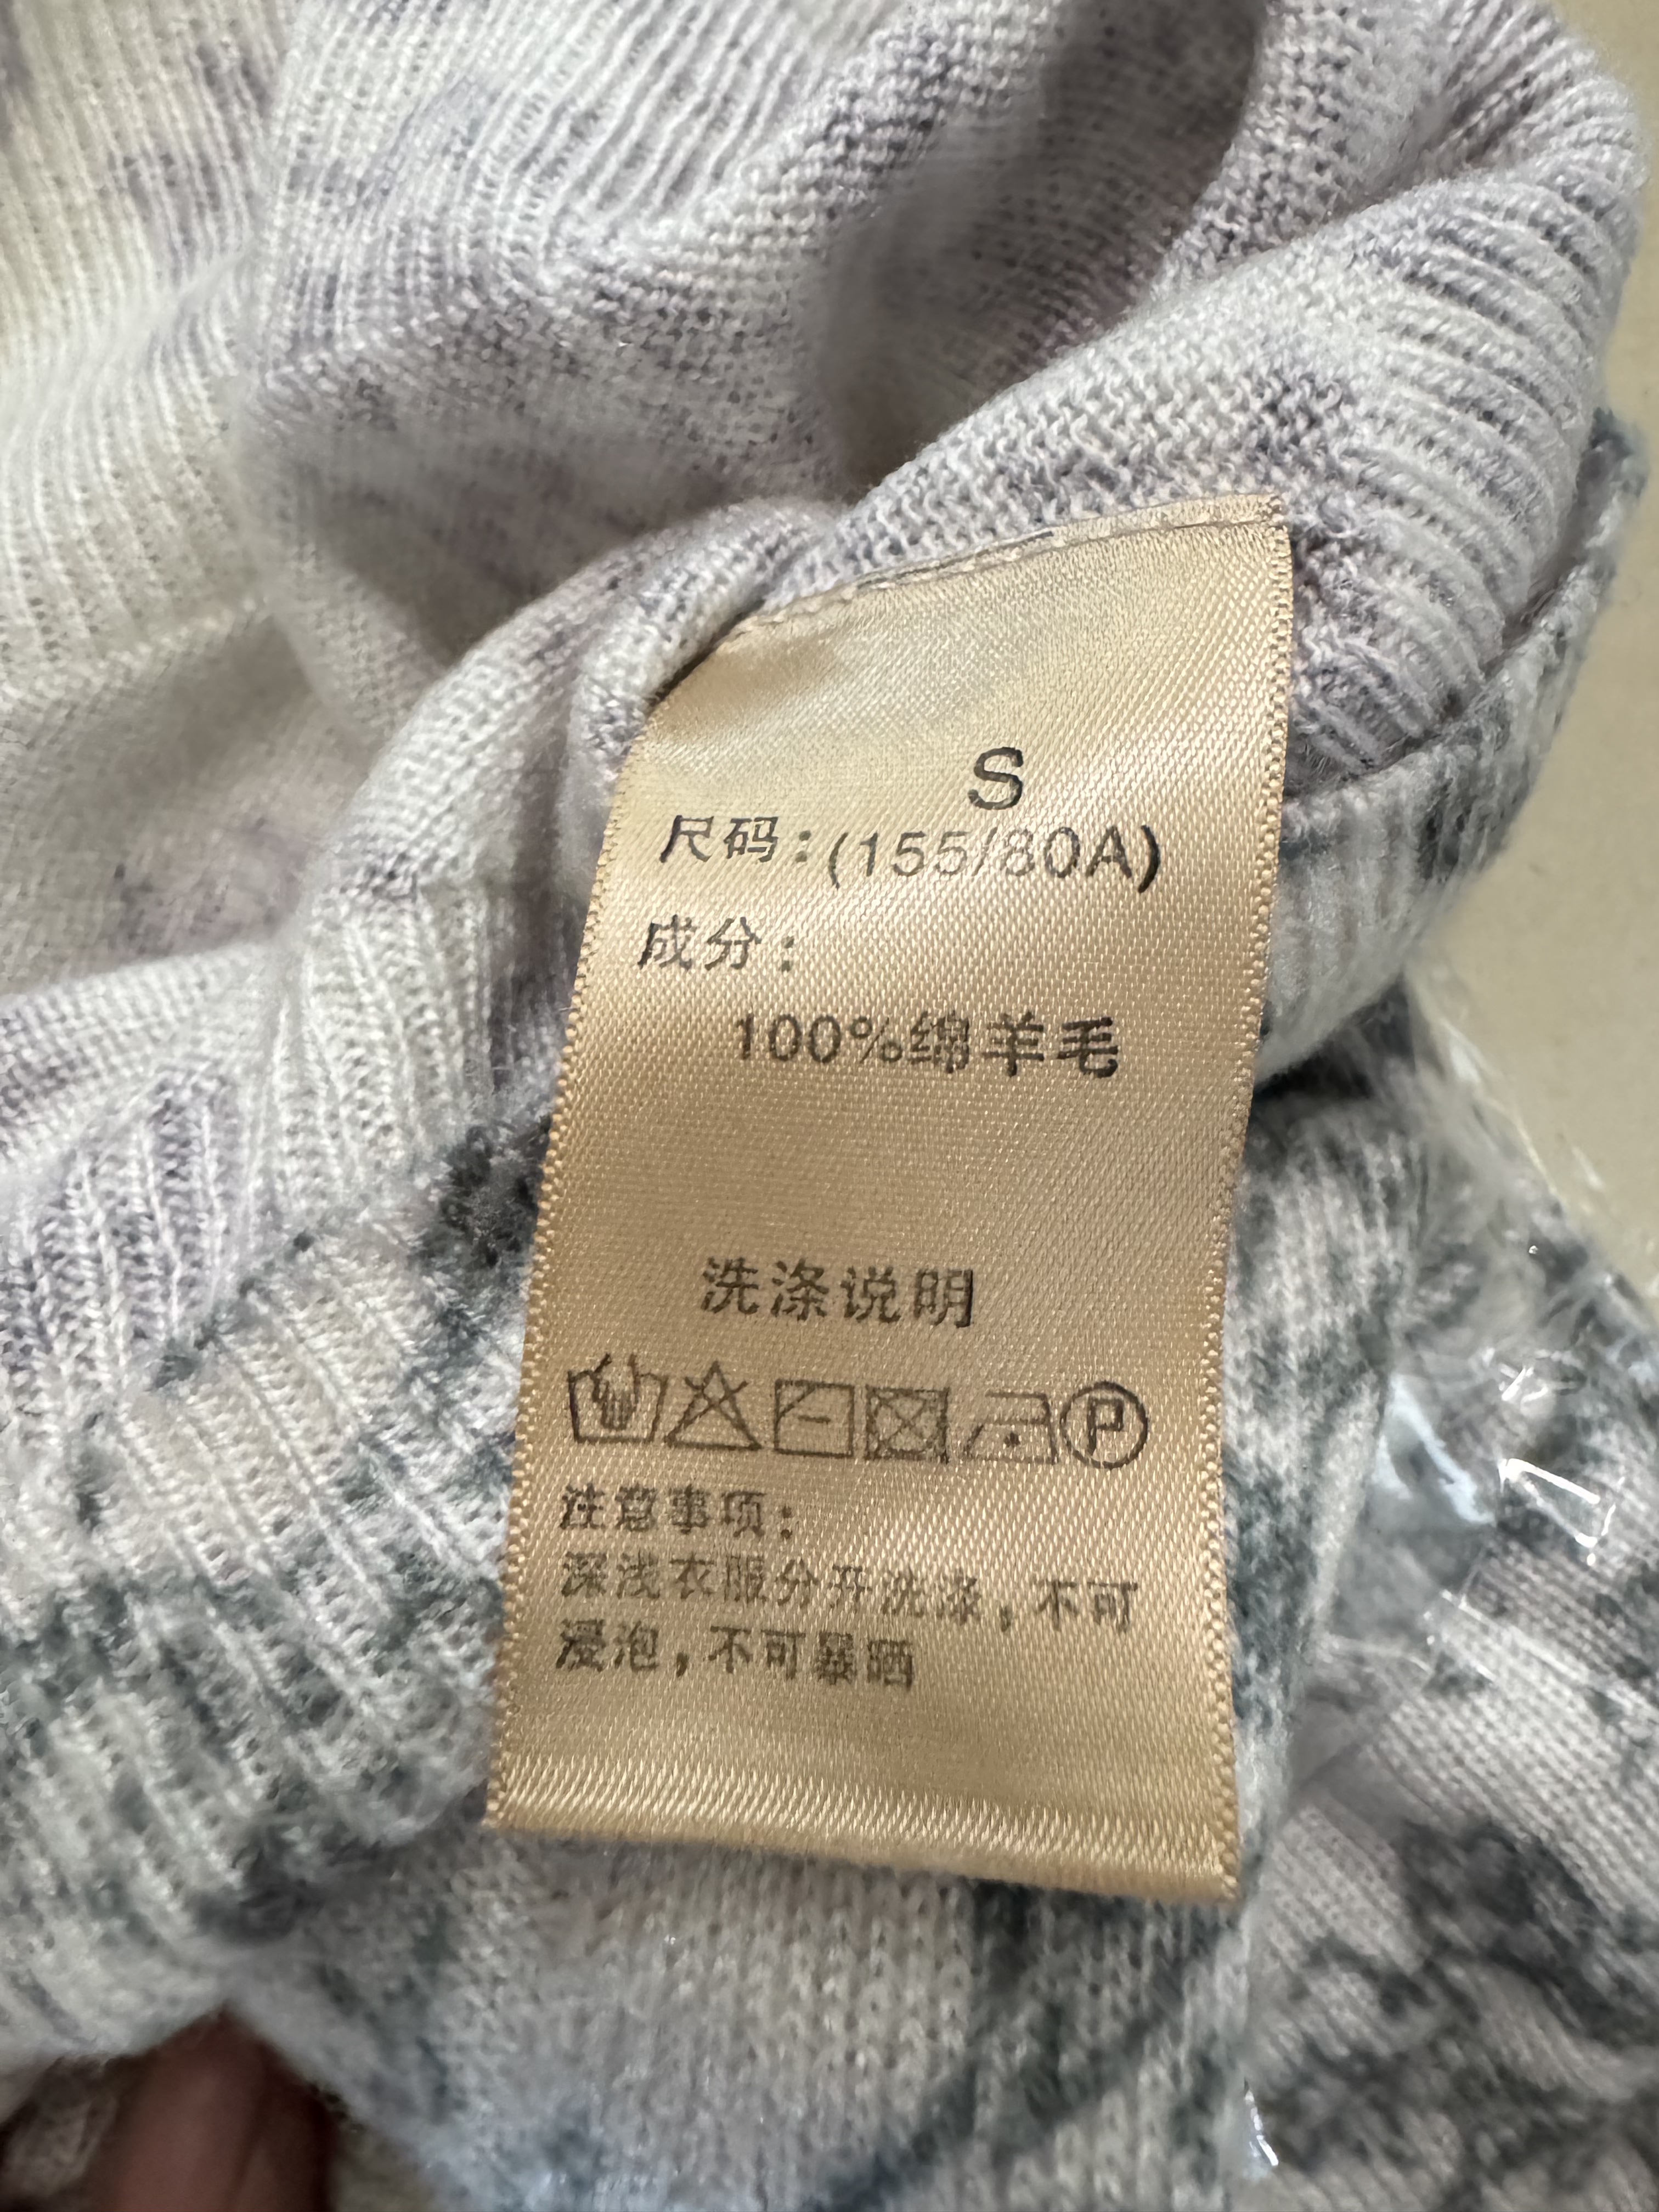 S
尺码：(155/80A)
成分：
100%绵羊毛
洗涤说明
P
注意事项：
深浅衣服分开洗涤，不可
浸泡，不可暴晒